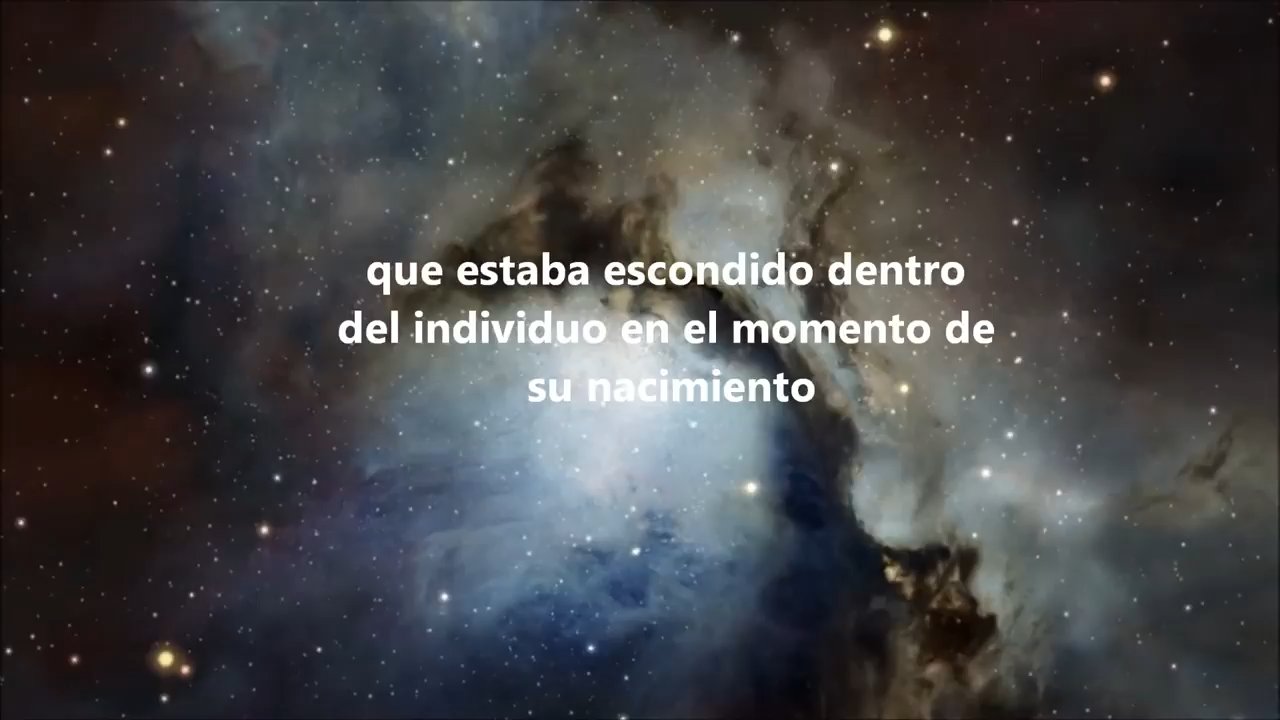 que estaba escondido dentro
del individuo en el momento de
su nacimiento